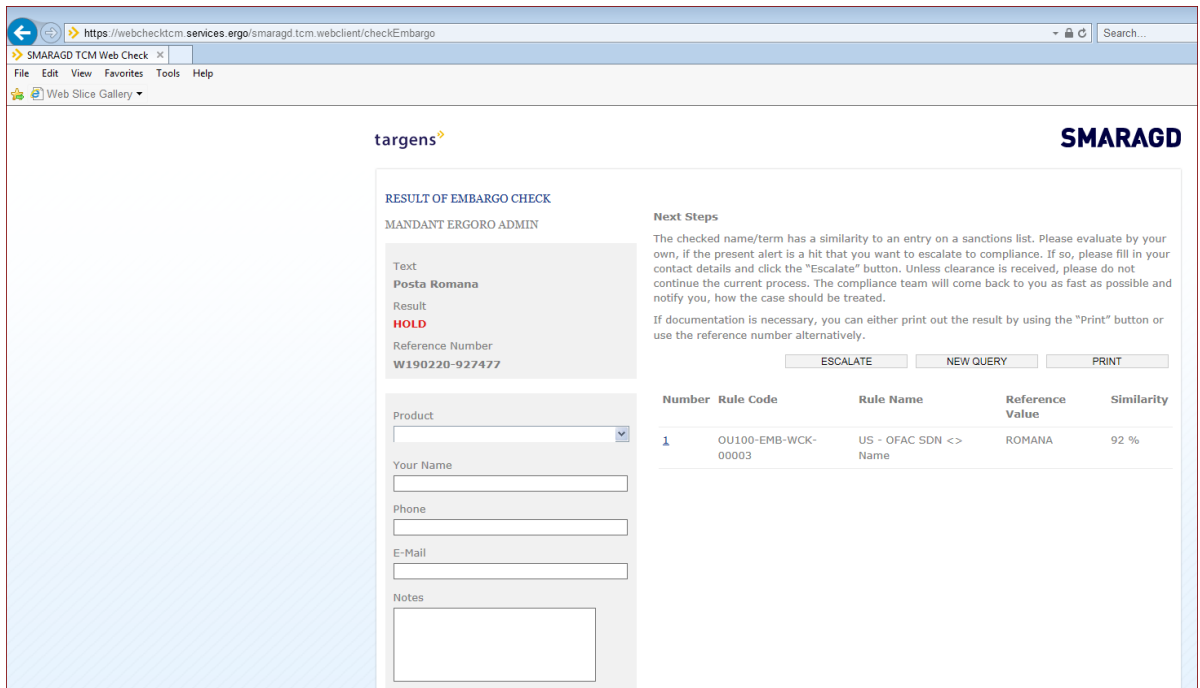 https://webchecktcm.services.ergo/smaragd.tcm.webclient/checkEmbargo
Search...
SMARAGD TCM Web Check
File Edit View Favorites Tools Help
Web Slice Gallery
targens
SMARAGD
RESULT OF EMBARGO CHECK
MANDANT ERGORO ADMIN
Text
Posta Romana
Result
HOLD
Reference Number
W190220-927477
Product
Your Name
Phone
E-Mail
Notes
Next Steps
The checked name/term has a similarity to an entry on a sanctions list. Please evaluate by your
own, if the present alert is a hit that you want to escalate to compliance. If so, please fill in your
contact details and click the “Escalate” button. Unless clearance is received, please do not
continue the current process. The compliance team will come back to you as fast as possible and
notify you, how the case should be treated.
If documentation is necessary, you can either print out the result by using the “Print” button or
use the reference number alternatively.
ESCALATE NEW QUERY PRINT
Number Rule Code Rule Name Reference Value Similarity
1 OU100-EMB-WCK-00003 US - OFAC SDN <> Name ROMANA 92 %